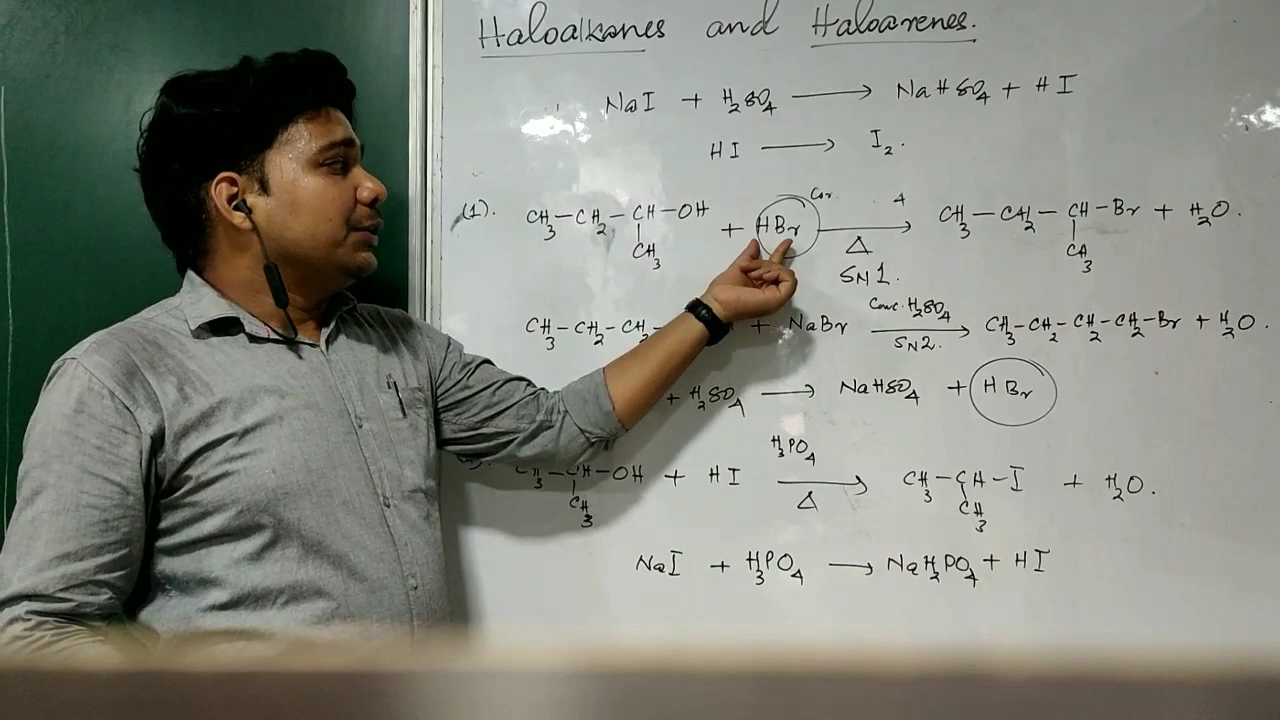 Haloalkanes and Haloarenes.
NaI + H₂SO₄ ⟶ NaHSO₄ + HI
HI ⟶ I₂.
(1). CH₃–CH₂–CH–OH + HBr ⟶ CH₃–CH₂–CH–Br + H₂O.
CH₃ Δ CH₃
SN1.
Conc. H₂SO₄
CH₃–CH₂–CH₂ + NaBr ⟶ CH₃–CH₂–CH₂–CH₂–Br + H₂O.
SN2.
+ H₂SO₄ ⟶ NaHSO₄ + HBr
H₃PO₄
CH₃–CH–OH + HI ⟶ CH₃–CH–I + H₂O.
CH₃ Δ CH₃
NaI + H₃PO₄ ⟶ NaH₂PO₄ + HI